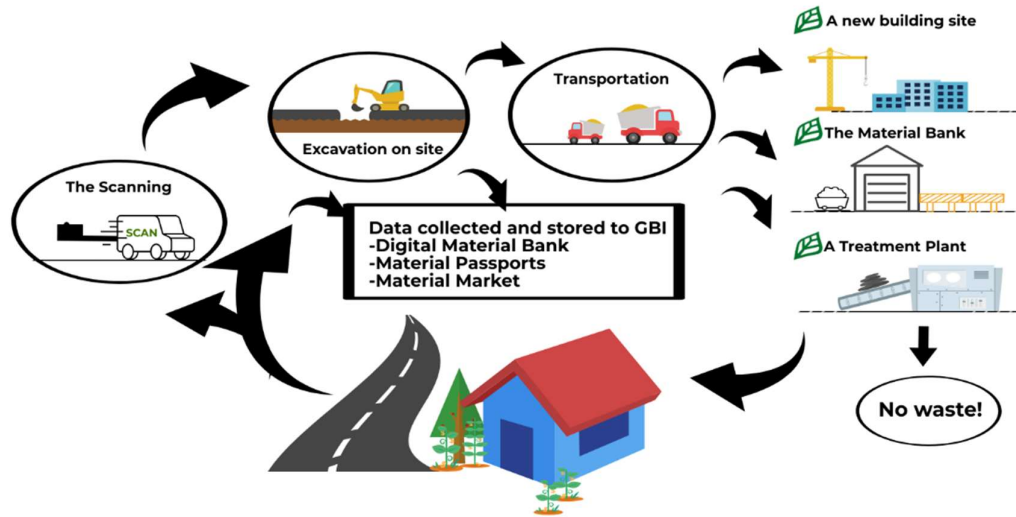 The Scanning
SCAN
Excavation on site
Transportation
A new building site
The Material Bank
A Treatment Plant
No waste!
Data collected and stored to GBI
-Digital Material Bank
-Material Passports
-Material Market